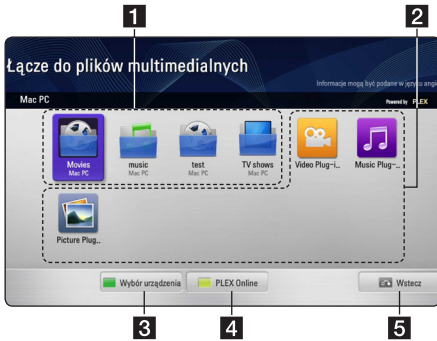 1
2
Łącze do plików multimedialnych
Informacje mogą być podane w języku angi
Mac PC
Powered by PLEX
Movies
Mac PC
music
Mac PC
test
Mac PC
TV shows
Mac PC
Video Plug-i..
Music Plug-..
Picture Plug..
Wybór urządzenia
PLEX Online
Wstecz
3
4
5